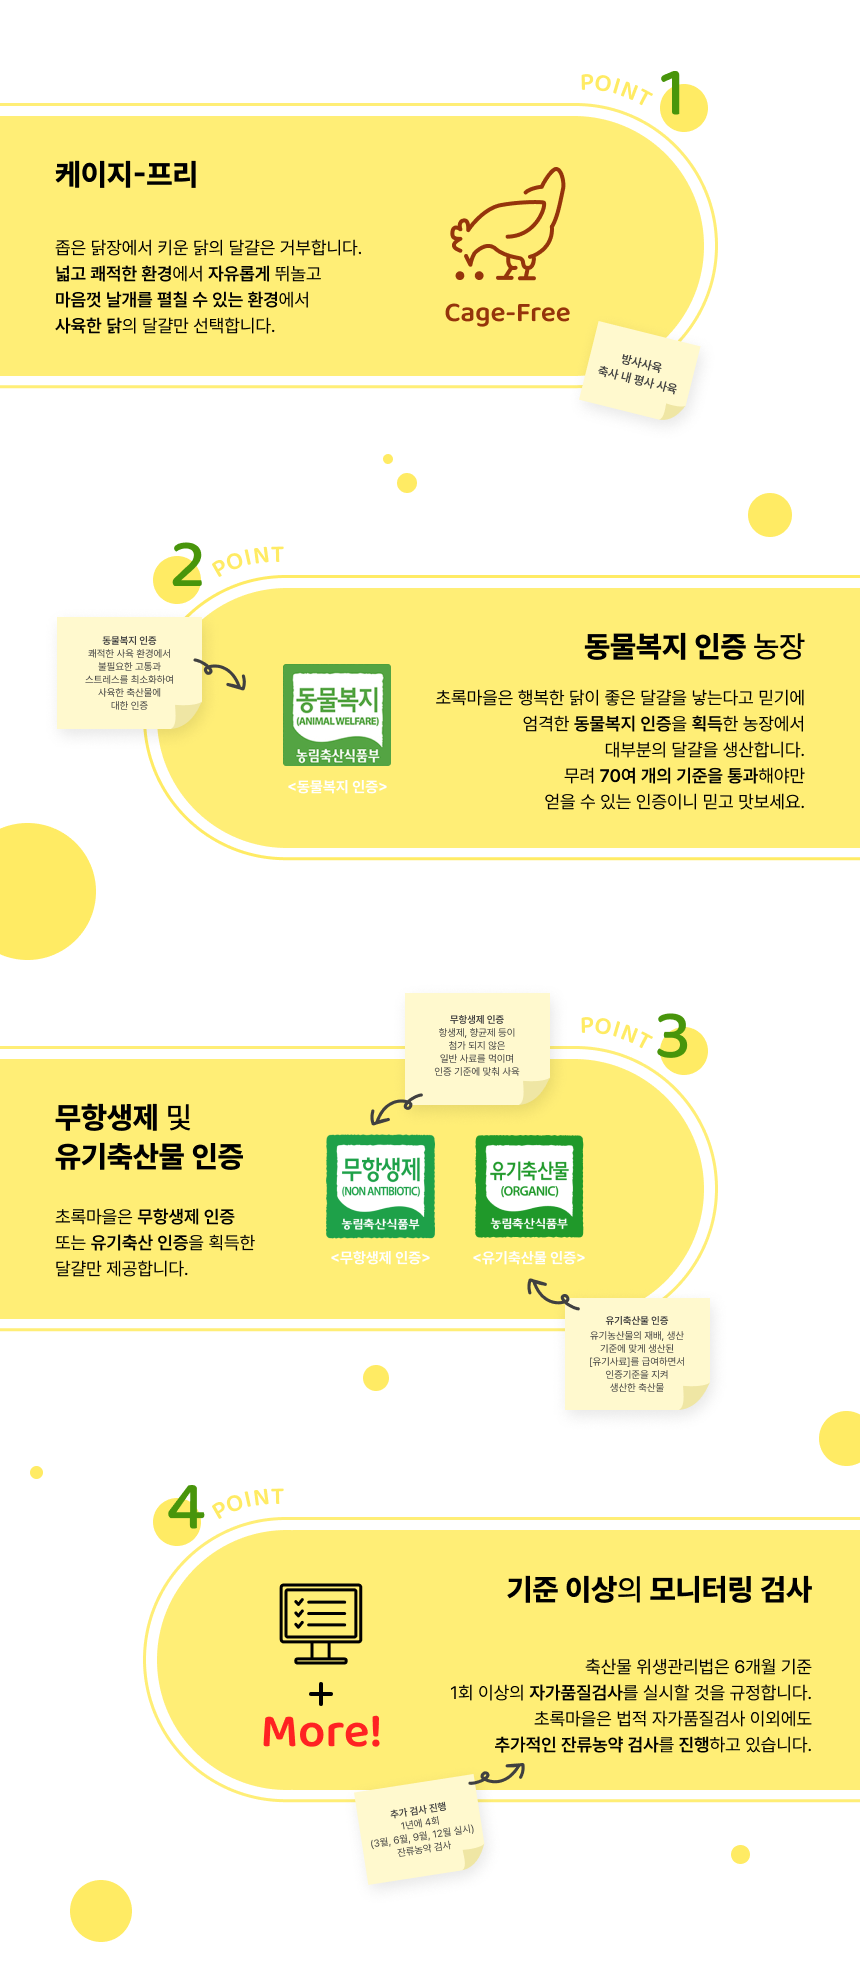 POINT 1
케이지-프리
좁은 닭장에서 키운 닭의 달걀은 거부합니다.
넓고 쾌적한 환경에서 자유롭게 뛰놀고
마음껏 날개를 펼칠 수 있는 환경에서
사육한 닭의 달걀만 선택합니다.
Cage-Free
방사사육
축사 내 평사 사육
2 POINT
동물복지 인증
쾌적한 사육 환경에서
불필요한 고통과
스트레스를 최소화하여
사육한 축산물에
대한 인증
동물복지
(ANIMAL WELFARE)
농림축산식품부
<동물복지 인증>
동물복지 인증 농장
초록마을은 행복한 닭이 좋은 달걀을 낳는다고 믿기에
엄격한 동물복지 인증을 획득한 농장에서
대부분의 달걀을 생산합니다.
무려 70여 개의 기준을 통과해야만
얻을 수 있는 인증이니 믿고 맛보세요.
POINT 3
무항생제 인증
항생제, 향균제 등이
첨가 되지 않은
일반 사료를 먹이며
인증 기준에 맞춰 사육
무항생제 및
유기축산물 인증
초록마을은 무항생제 인증
또는 유기축산 인증을 획득한
달걀만 제공합니다.
무항생제
(NON ANTIBIOTIC)
농림축산식품부
<무항생제 인증>
유기축산물
(ORGANIC)
농림축산식품부
<유기축산물 인증>
유기축산물 인증
유기농산물의 재배, 생산
기준에 맞게 생산된
[유기사료]를 급여하면서
인증기준을 지켜
생산한 축산물
4 POINT
기준 이상의 모니터링 검사
축산물 위생관리법은 6개월 기준
1회 이상의 자가품질검사를 실시할 것을 규정합니다.
초록마을은 법적 자가품질검사 이외에도
추가적인 잔류농약 검사를 진행하고 있습니다.
+
More!
추가 검사 진행
1년에 4회
(3월, 6월, 9월, 12월 실시)
잔류농약 검사